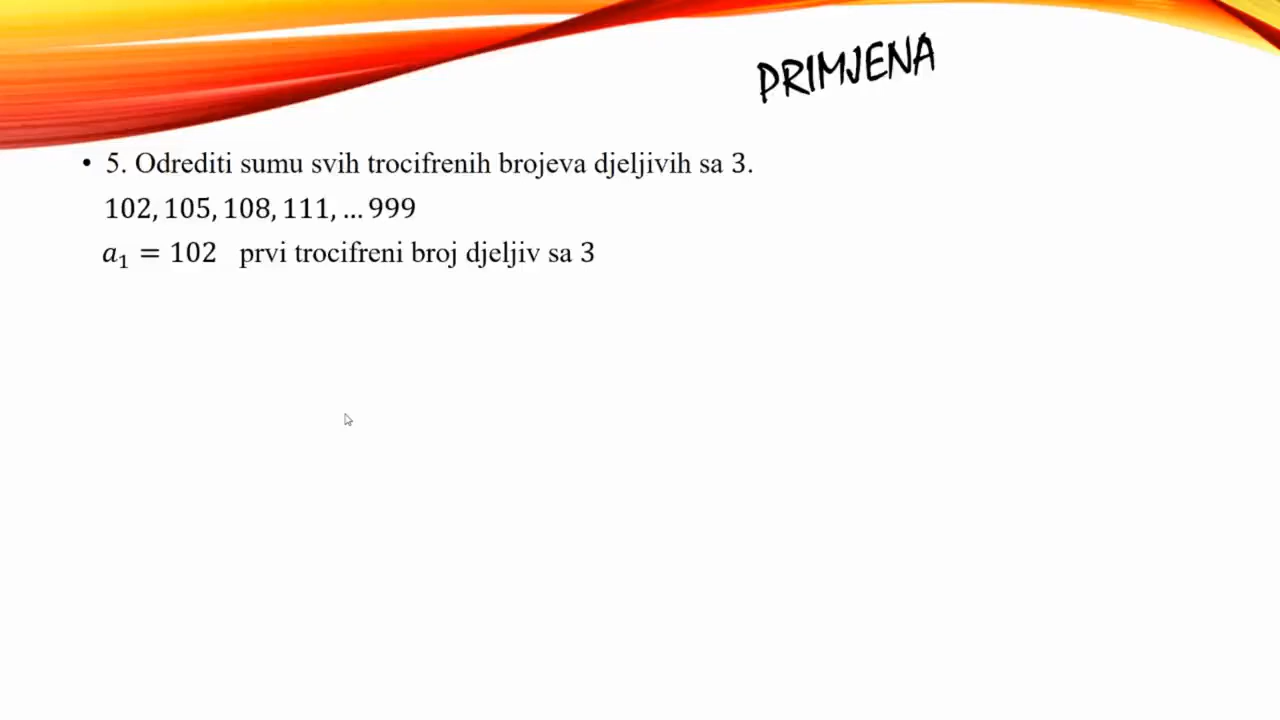 PRIMJENA
• 5. Odrediti sumu svih trocifrenih brojeva djeljivih sa 3.
102, 105, 108, 111, … 999
a₁ = 102 prvi trocifreni broj djeljiv sa 3